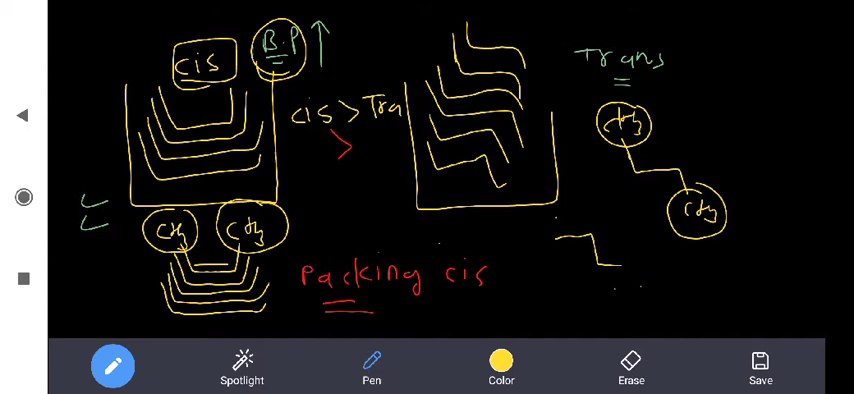 cis
B.P
cis > Tra
>
Trans
CH3
CH3
CH3 CH3
Packing cis
Spotlight
Pen
Color
Erase
Save